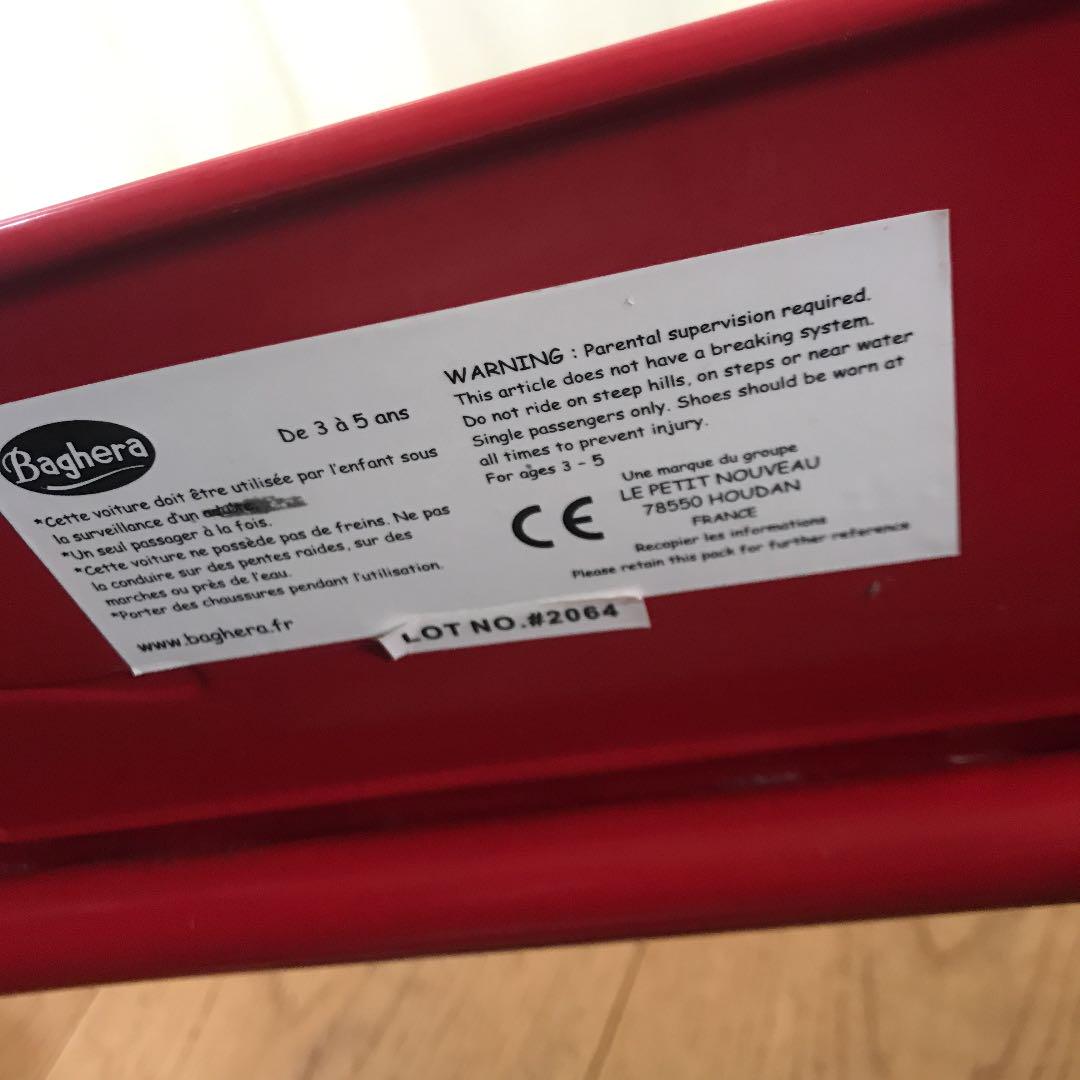 Baghera
De 3 à 5 ans
*Cette voiture doit être utilisée par l'enfant sous
la surveillance d'un
*Un seul passager à la fois.
*Cette voiture ne possède pas de freins. Ne pas
la conduire sur des pentes raides, sur des
marches ou près de l'eau.
*Porter des chaussures pendant l'utilisation.
www.baghera.fr
WARNING : Parental supervision required.
This article does not have a breaking system.
Do not ride on steep hills, on steps or near water
Single passengers only. Shoes should be worn at
all times to prevent injury.
For ages 3 - 5
CE
Une marque du groupe
LE PETIT NOUVEAU
78550 HOUDAN
FRANCE
Recopier les informations
Please retain this pack for further reference
LOT NO.#2064